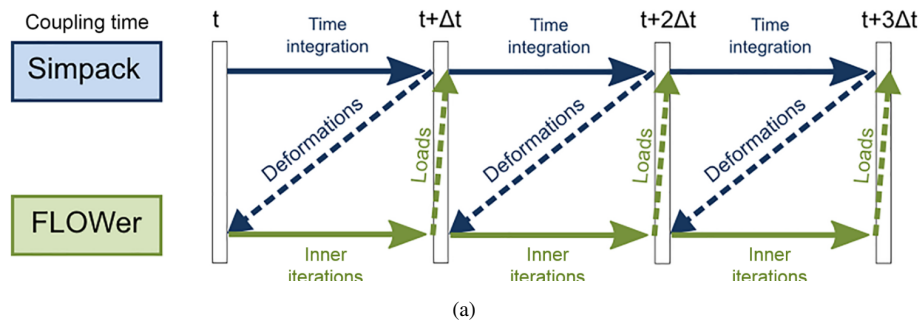 Coupling time
t
t+Δt
t+2Δt
t+3Δt
Simpack
Time
integration
Time
integration
Time
integration
Deformations
Loads
Deformations
Loads
Deformations
Loads
FLOWer
Inner
iterations
Inner
iterations
Inner
iterations
(a)